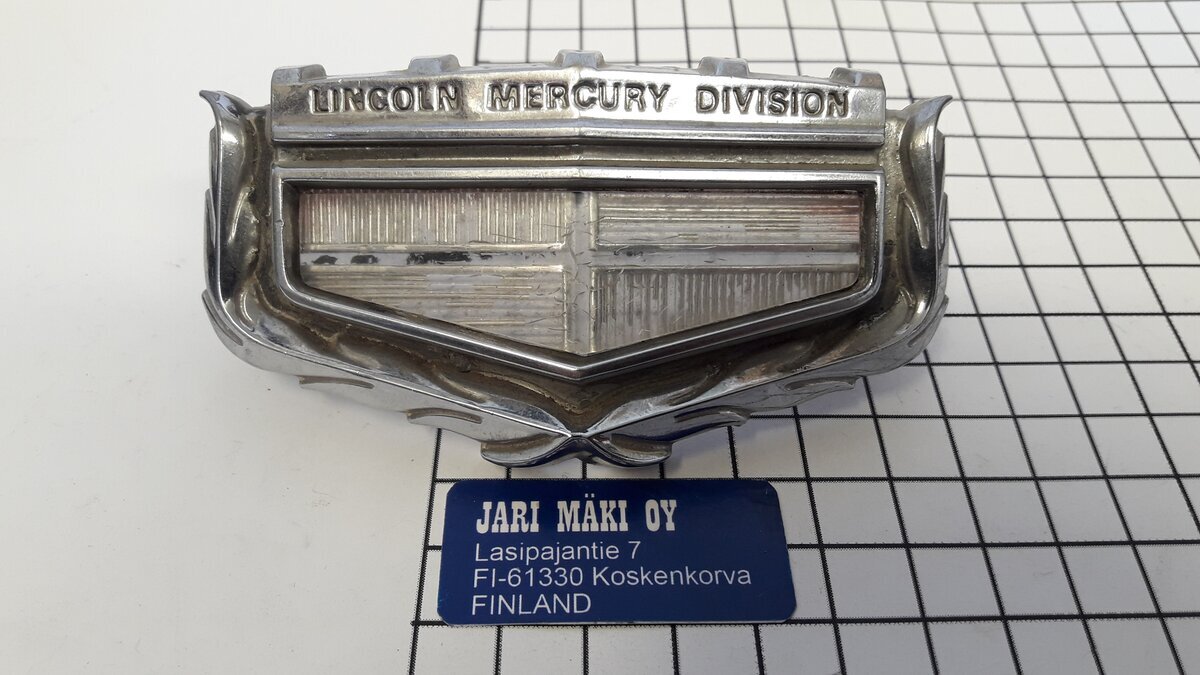 LINCOLN MERCURY DIVISION
JARI MÄKI OY
Lasipajantie 7
FI-61330 Koskenkorva
FINLAND